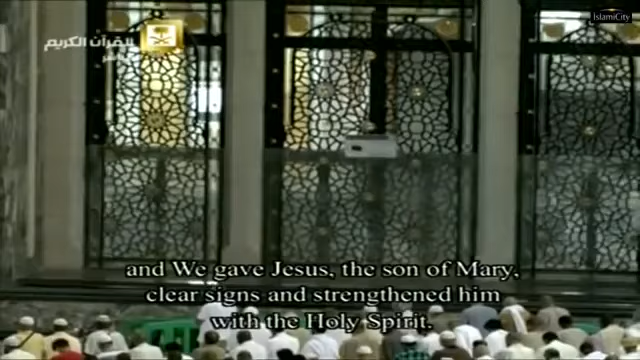 القرآن الكريم
مباشر
IslamiCity
and We gave Jesus, the son of Mary,
clear signs and strengthened him
with the Holy Spirit.